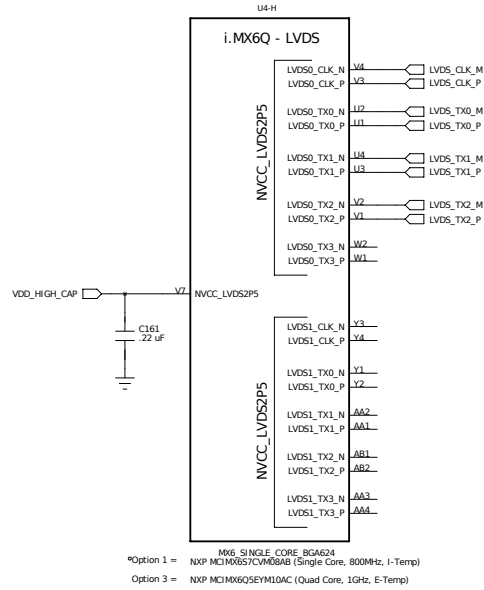 U4-H
i.MX6Q - LVDS
LVDS0_CLK_N V4 LVDS_CLK_M
LVDS0_CLK_P V3 LVDS_CLK_P
LVDS0_TX0_N U2 LVDS_TX0_M
LVDS0_TX0_P U1 LVDS_TX0_P
NVCC_LVDS2P5
LVDS0_TX1_N U4 LVDS_TX1_M
LVDS0_TX1_P U3 LVDS_TX1_P
LVDS0_TX2_N V2 LVDS_TX2_M
LVDS0_TX2_P V1 LVDS_TX2_P
LVDS0_TX3_N W2
LVDS0_TX3_P W1
VDD_HIGH_CAP V7 NVCC_LVDS2P5
C161
.22 uF
LVDS1_CLK_N Y3
LVDS1_CLK_P Y4
LVDS1_TX0_N Y1
LVDS1_TX0_P Y2
NVCC_LVDS2P5
LVDS1_TX1_N AA2
LVDS1_TX1_P AA1
LVDS1_TX2_N AB1
LVDS1_TX2_P AB2
LVDS1_TX3_N AA3
LVDS1_TX3_P AA4
MX6_SINGLE_CORE_BGA624
Option 1 = NXP MCIMX6S7CVM08AB (Single Core, 800MHz, I-Temp)
Option 3 = NXP MCIMX6Q5EYM10AC (Quad Core, 1GHz, E-Temp)